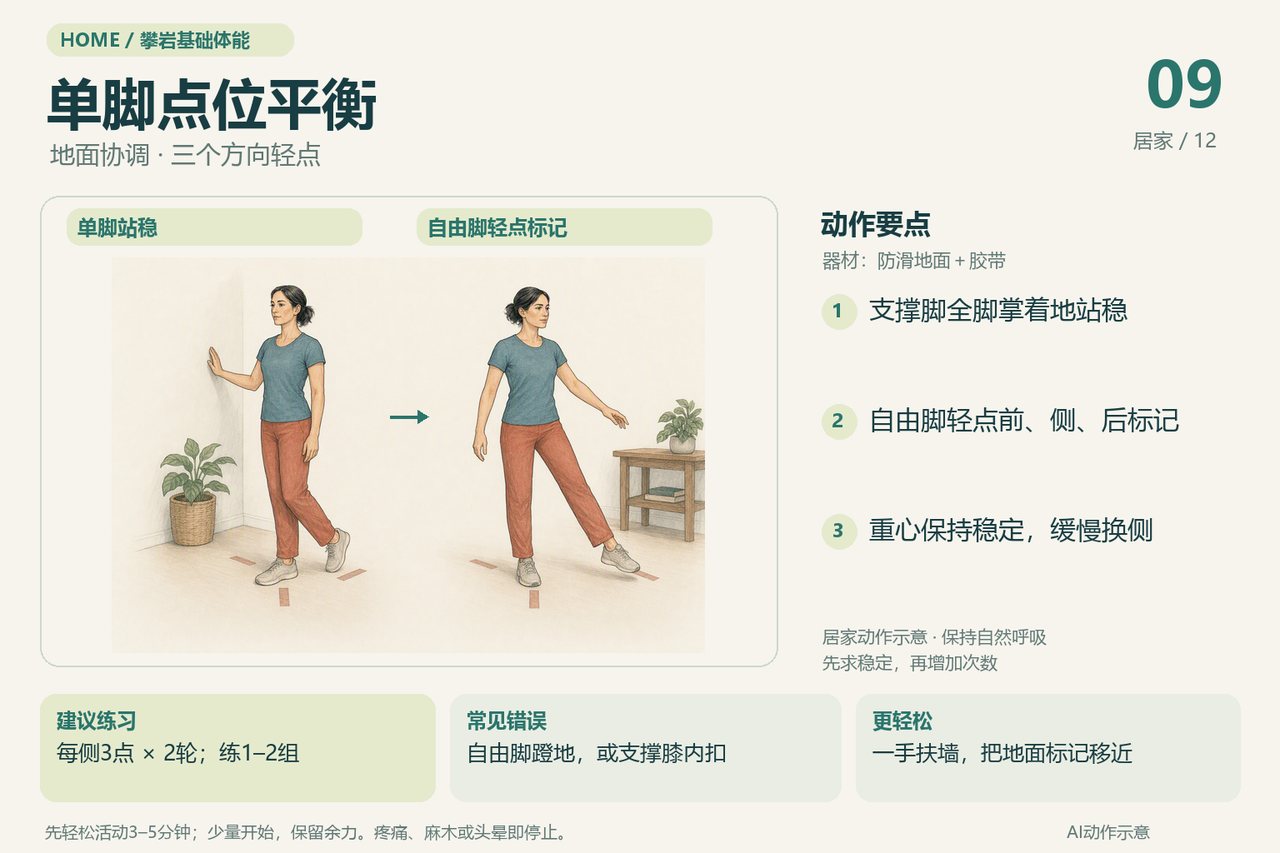 HOME / 攀岩基础体能
单脚点位平衡
地面协调 · 三个方向轻点
09
居家 / 12
单脚站稳
自由脚轻点标记
动作要点
器材：防滑地面 + 胶带
1 支撑脚全脚掌着地站稳
2 自由脚轻点前、侧、后标记
3 重心保持稳定，缓慢换侧
居家动作示意 · 保持自然呼吸
先求稳定，再增加次数
建议练习
每侧3点 × 2轮；练1–2组
常见错误
自由脚蹬地，或支撑膝内扣
更轻松
一手扶墙，把地面标记移近
先轻松活动3–5分钟；少量开始，保留余力。疼痛、麻木或头晕即停止。
AI动作示意